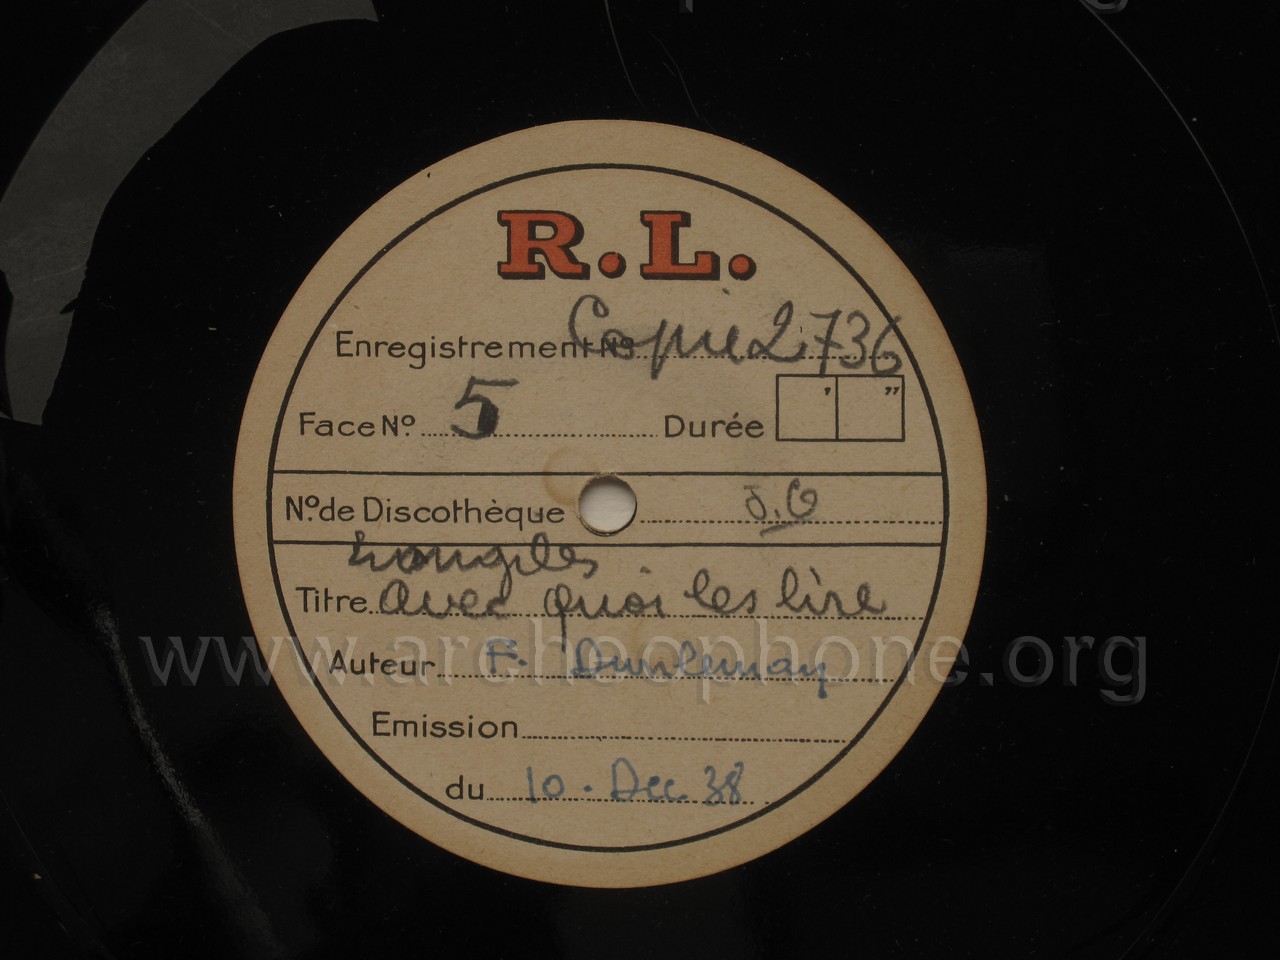 R.L.
Enregistrement No Copie 2736
Face No. 5 Durée ' "
No. de Discothèque J.O
Titre Avec quoi les lire
www.archeophone.org
Auteur F.
Emission
du 10. Dec 38